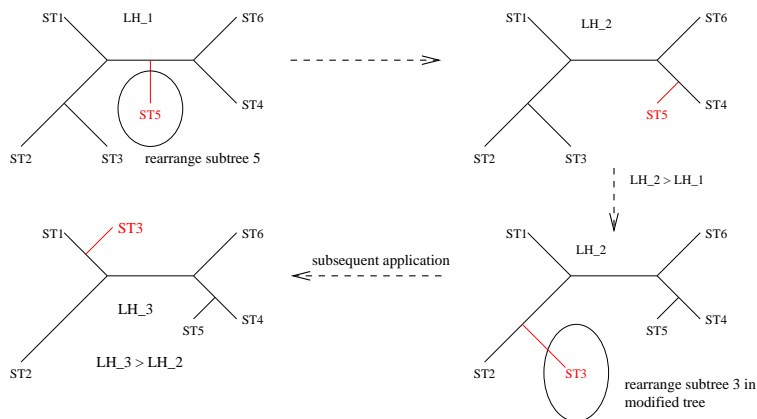 ST1
LH_1
ST6
ST5
ST4
ST2
ST3
rearrange subtree 5
ST1
LH_2
ST6
ST5
ST4
ST2
ST3
LH_2 > LH_1
ST1
ST3
ST6
LH_3
ST5
ST4
ST2
LH_3 > LH_2
subsequent application
ST1
LH_2
ST6
ST5
ST4
ST2
ST3
rearrange subtree 3 in
modified tree